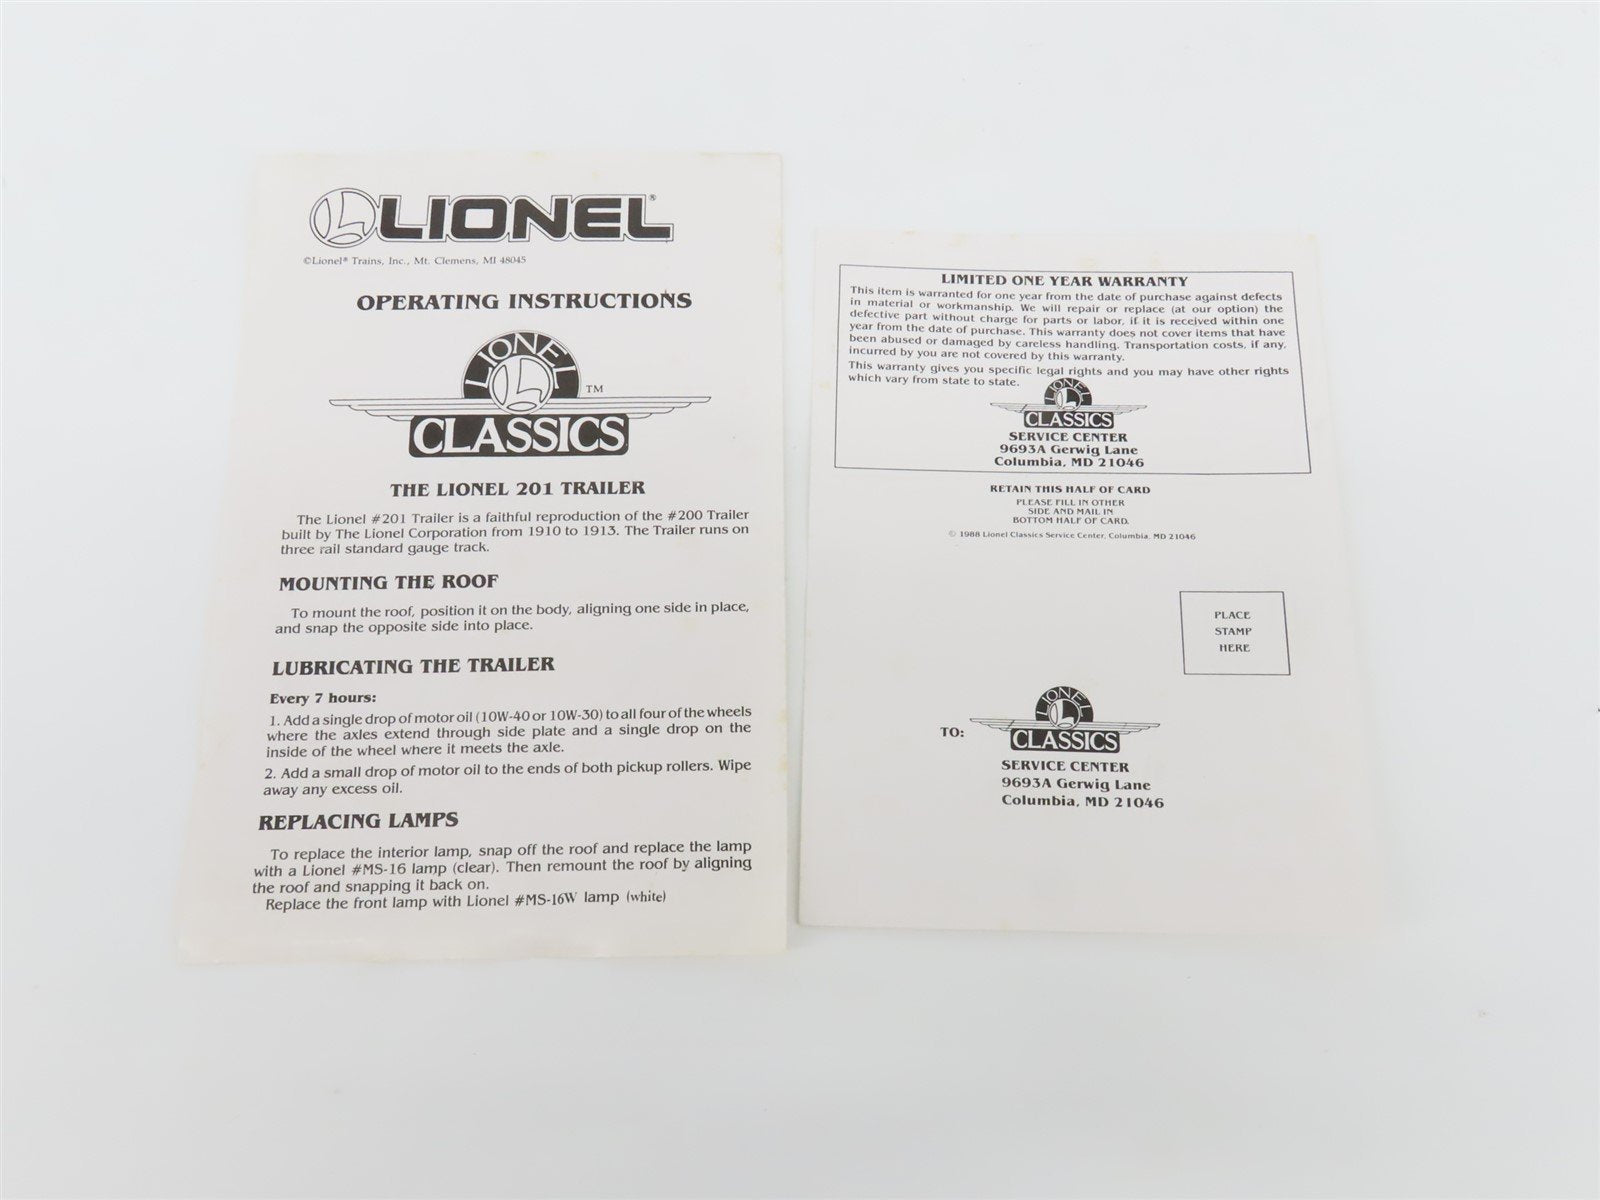 LIONEL®
©Lionel® Trains, Inc., Mt. Clemens, MI 48045
OPERATING INSTRUCTIONS
LIONEL
TM
CLASSICS
THE LIONEL 201 TRAILER
The Lionel #201 Trailer is a faithful reproduction of the #200 Trailer
built by The Lionel Corporation from 1910 to 1913. The Trailer runs on
three rail standard gauge track.
MOUNTING THE ROOF
To mount the roof, position it on the body, aligning one side in place,
and snap the opposite side into place.
LUBRICATING THE TRAILER
Every 7 hours:
1. Add a single drop of motor oil (10W-40 or 10W-30) to all four of the wheels
where the axles extend through side plate and a single drop on the
inside of the wheel where it meets the axle.
2. Add a small drop of motor oil to the ends of both pickup rollers. Wipe
away any excess oil.
REPLACING LAMPS
To replace the interior lamp, snap off the roof and replace the lamp
with a Lionel #MS-16 lamp (clear). Then remount the roof by aligning
the roof and snapping it back on.
Replace the front lamp with Lionel #MS-16W lamp (white)
LIMITED ONE YEAR WARRANTY
This item is warranted for one year from the date of purchase against defects
in material or workmanship. We will repair or replace (at our option) the
defective part without charge for parts or labor, if it is received within one
year from the date of purchase. This warranty does not cover items that have
been abused or damaged by careless handling. Transportation costs, if any,
incurred by you are not covered by this warranty.
This warranty gives you specific legal rights and you may have other rights
which vary from state to state.
LIONEL
CLASSICS
SERVICE CENTER
9693A Gerwig Lane
Columbia, MD 21046
RETAIN THIS HALF OF CARD
PLEASE FILL IN OTHER
SIDE AND MAIL IN
BOTTOM HALF OF CARD.
© 1988 Lionel Classics Service Center, Columbia, MD 21046
PLACE
STAMP
HERE
TO:
LIONEL
CLASSICS
SERVICE CENTER
9693A Gerwig Lane
Columbia, MD 21046